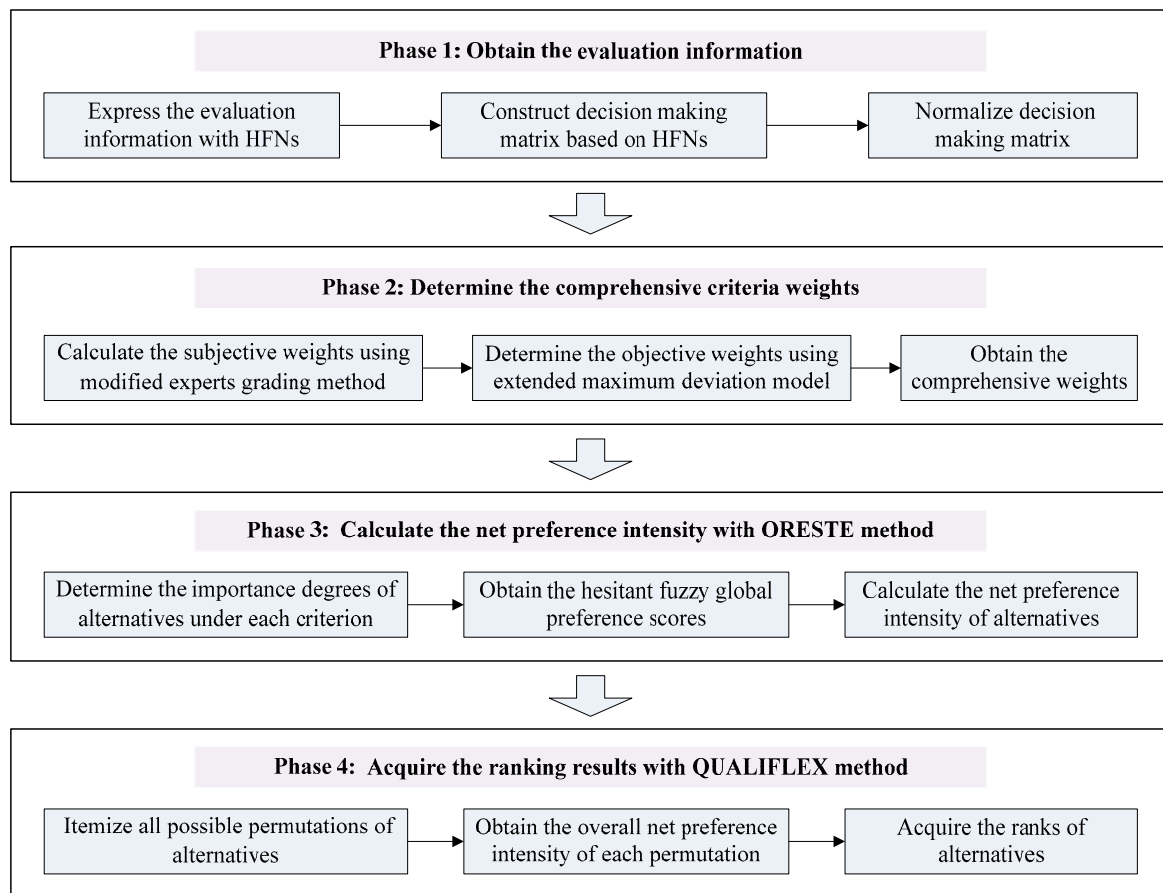 Phase 1: Obtain the evaluation information
Express the evaluation
information with HFNs
Construct decision making
matrix based on HFNs
Normalize decision
making matrix
Phase 2: Determine the comprehensive criteria weights
Calculate the subjective weights using
modified experts grading method
Determine the objective weights using
extended maximum deviation model
Obtain the
comprehensive weights
Phase 3: Calculate the net preference intensity with ORESTE method
Determine the importance degrees of
alternatives under each criterion
Obtain the hesitant fuzzy global
preference scores
Calculate the net preference
intensity of alternatives
Phase 4: Acquire the ranking results with QUALIFLEX method
Itemize all possible permutations of
alternatives
Obtain the overall net preference
intensity of each permutation
Acquire the ranks of
alternatives